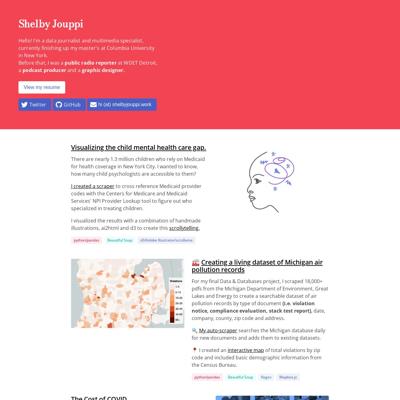 Shelby Jouppi
Hello! I'm a data journalist and multimedia specialist,
currently finishing up my master's at Columbia University
in New York.
Before that, I was a public radio reporter at WDET Detroit,
a podcast producer and a graphic designer.
View my resume
Twitter
GitHub
hi (at) shelbyjouppi.work
Visualizing the child mental health care gap.
There are nearly 1.3 million children who rely on Medicaid
for health coverage in New York City. I wanted to know,
how many child psychologists are accessible to them?
I created a scraper to cross reference Medicaid provider
codes with the Centers for Medicare and Medicaid
Services' NPI Provider Lookup tool to figure out who
specialized in treating children.
I visualized the results with a combination of handmade
illustrations, ai2html and d3 to create this scrollytelling.
python/pandas
Beautiful Soup
d3/Adobe Illustrator/scrollama
🏭 Creating a living dataset of Michigan air
pollution records
For my final Data & Databases project, I scraped 18,000+
pdfs from the Michigan Department of Environment, Great
Lakes and Energy to create a searchable dataset of air
pollution records by type of document (i.e. violation
notice, compliance evaluation, stack test report), date,
company, county, zip code and address.
🔍 My auto-scraper searches the Michigan database daily
for new documents and adds them to existing datasets.
📍 I created an interactive map of total violations by zip
code and included basic demographic information from
the Census Bureau.
python/pandas
Beautiful Soup
Regex
Mapbox.js
The Cost of COVID